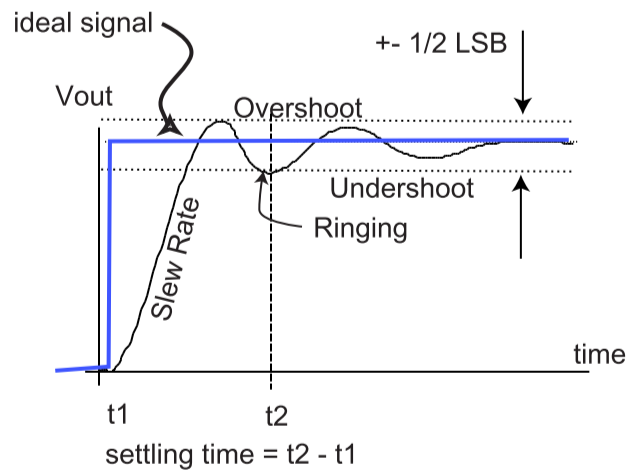 ideal signal
+- 1/2 LSB
Vout
Overshoot
Undershoot
Ringing
Slew Rate
time
t1
t2
settling time = t2 - t1